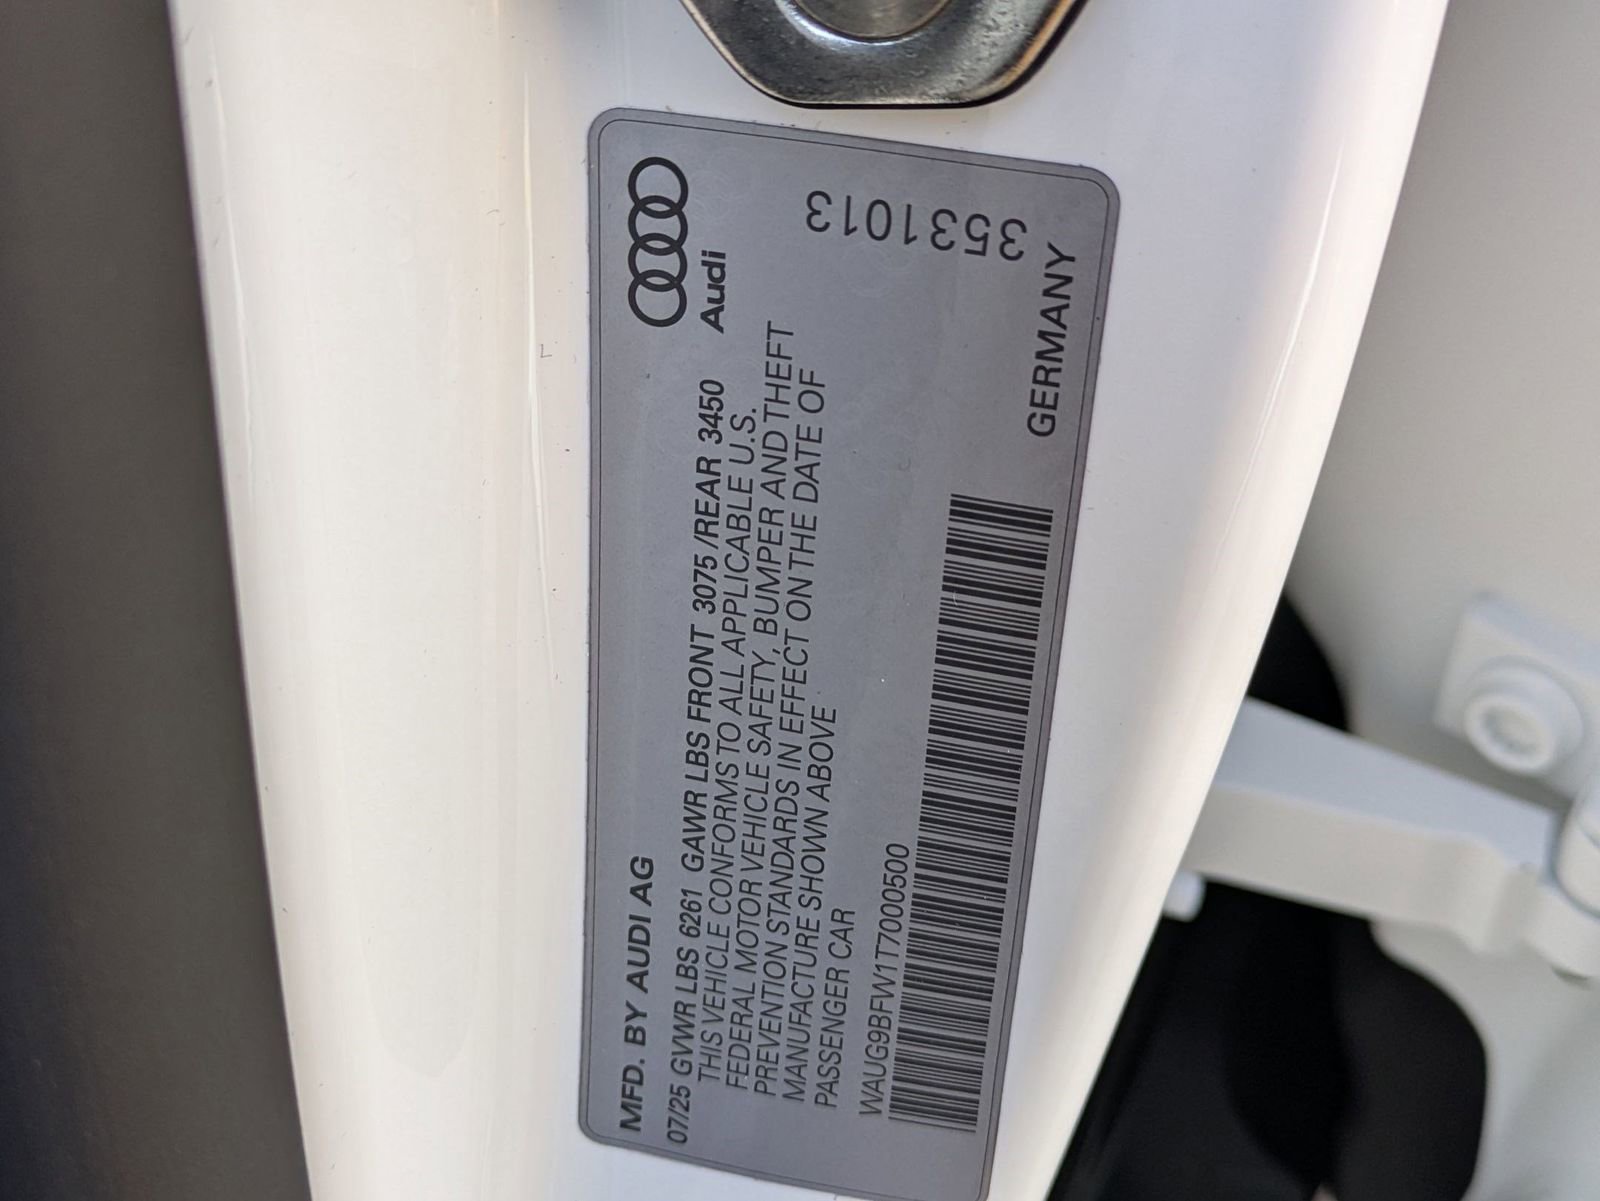 MFD. BY AUDI AG
07/25 GVWR LBS 6261 GAWR LBS FRONT 3075 /REAR 3450
THIS VEHICLE CONFORMS TO ALL APPLICABLE U.S.
FEDERAL MOTOR VEHICLE SAFETY, BUMPER AND THEFT
PREVENTION STANDARDS IN EFFECT ON THE DATE OF
MANUFACTURE SHOWN ABOVE
PASSENGER CAR
WAUG9BFW1T7000500
Audi
3531013
GERMANY